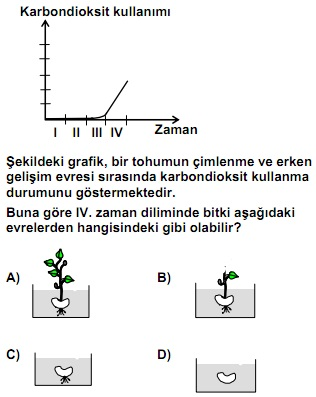 Karbondioksit kullanımı
I II III IV Zaman
Şekildeki grafik, bir tohumun çimlenme ve erken
gelişim evresi sırasında karbondioksit kullanma
durumunu göstermektedir.
Buna göre IV. zaman diliminde bitki aşağıdaki
evrelerden hangisindeki gibi olabilir?
A) B)
C) D)